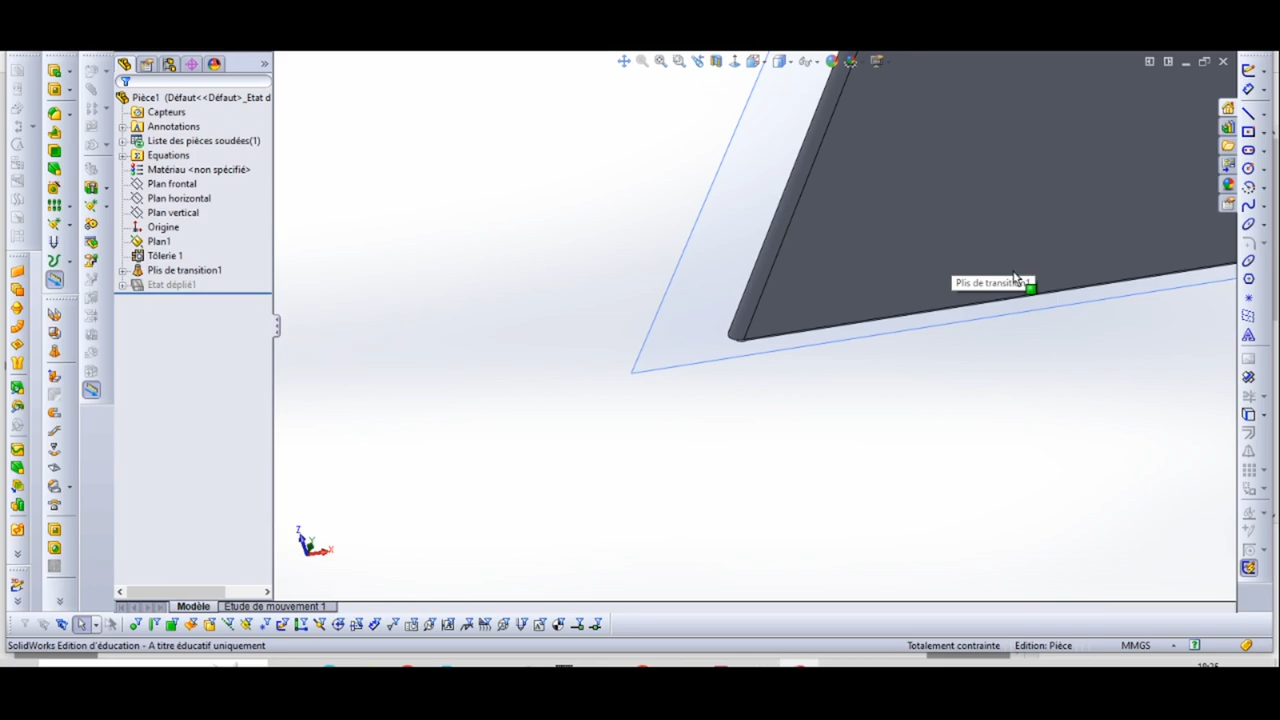 Pièce1 (Défaut<<Défaut>_Etat d
Capteurs
Annotations
Liste des pièces soudées(1)
Equations
Matériau <non spécifié>
Plan frontal
Plan horizontal
Plan vertical
Origine
Plan1
Tôlerie 1
Plis de transition1
Etat déplié1
Plis de transition1
Z
Y
X
Modèle
Etude de mouvement 1
SolidWorks Edition d'éducation - A titre éducatif uniquement
Totalement contrainte
Edition: Pièce
MMGS